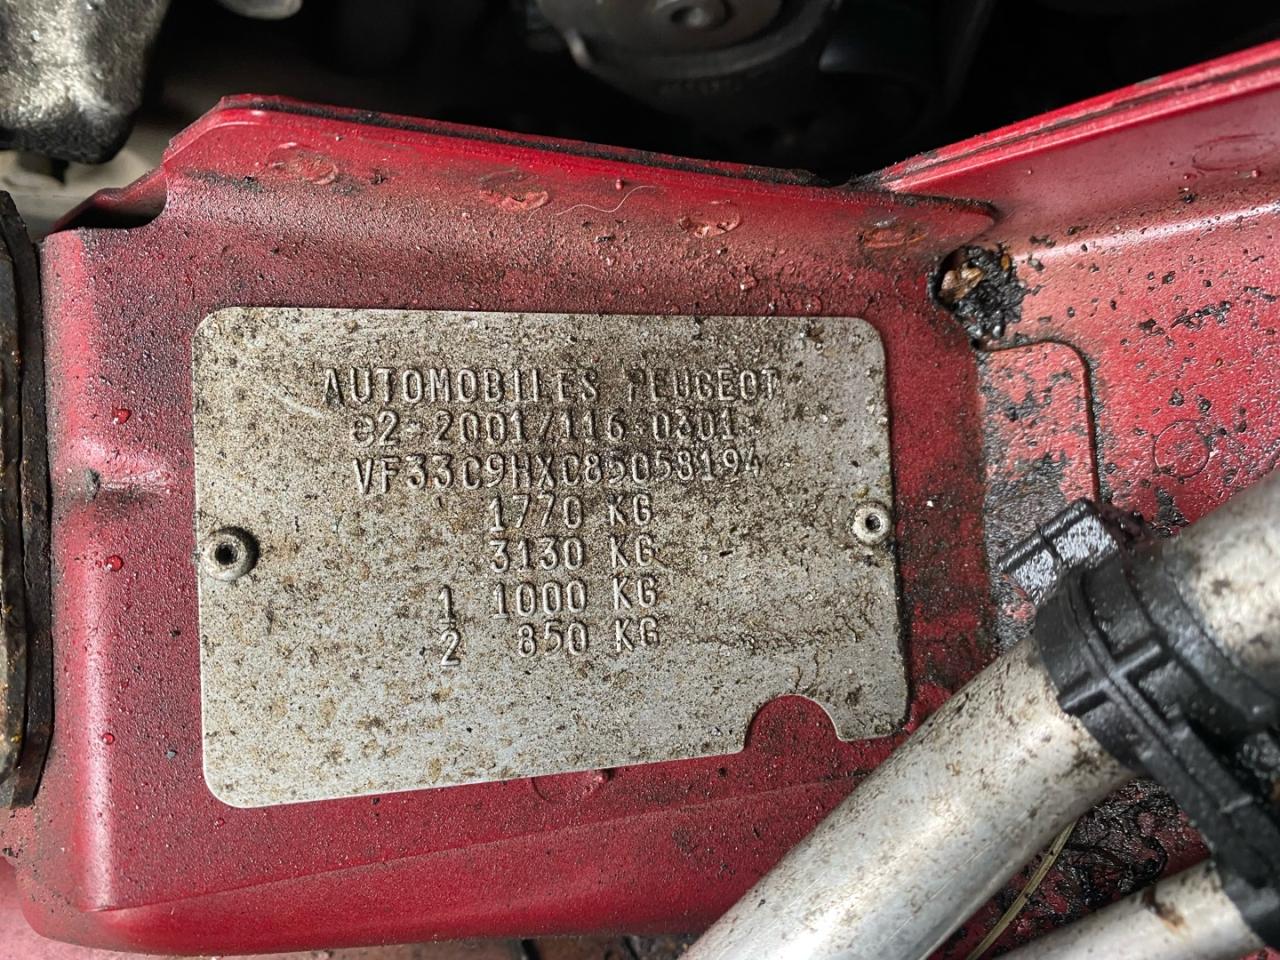 AUTOMOBILES PEUGEOT
e2*2001/116*0301*
VF33C9HXC85058194
1770 KG
3130 KG
1 1000 KG
2 850 KG